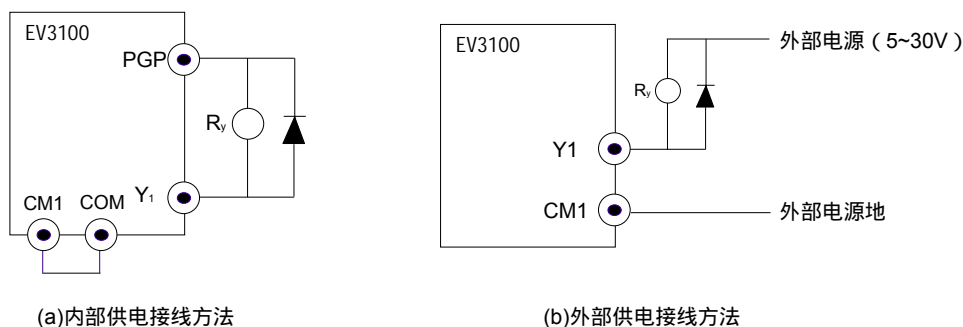 EV3100
PGP
Ry
Y1
CM1 COM
(a)内部供电接线方法
EV3100
外部电源（5~30V）
Ry
Y1
CM1
外部电源地
(b)外部供电接线方法